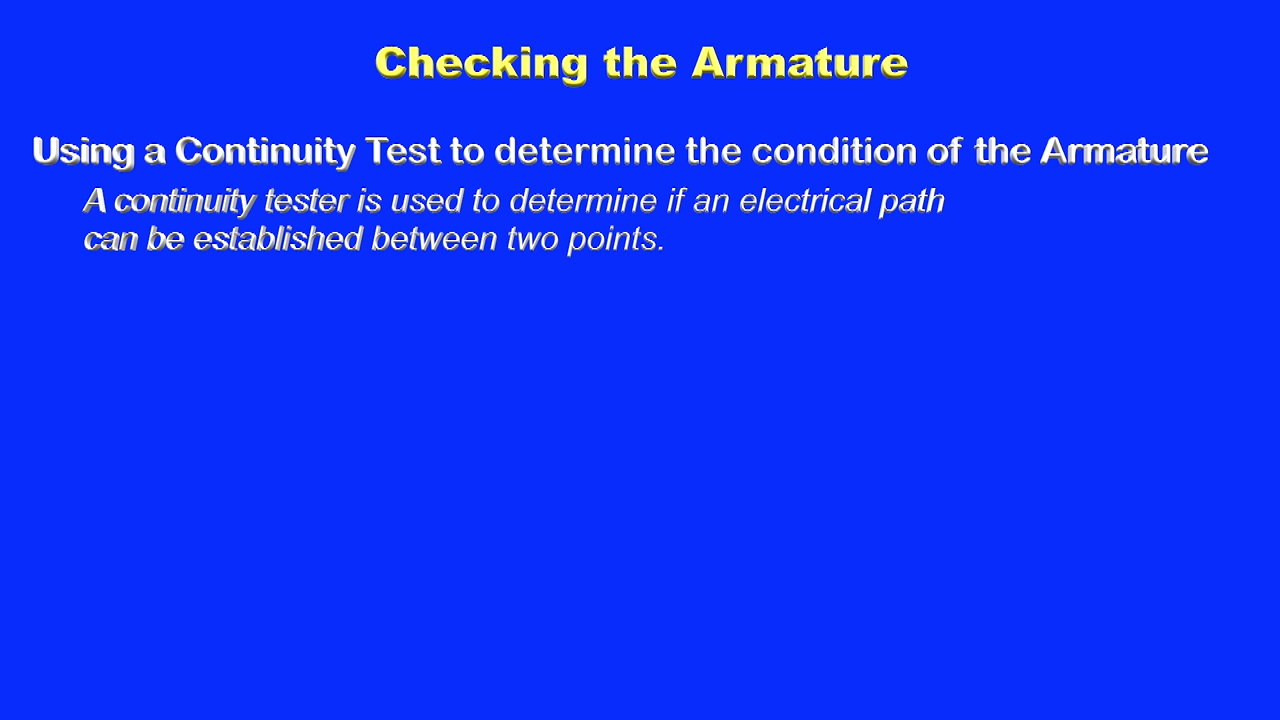 Checking the Armature
Using a Continuity Test to determine the condition of the Armature
A continuity tester is used to determine if an electrical path
can be established between two points.